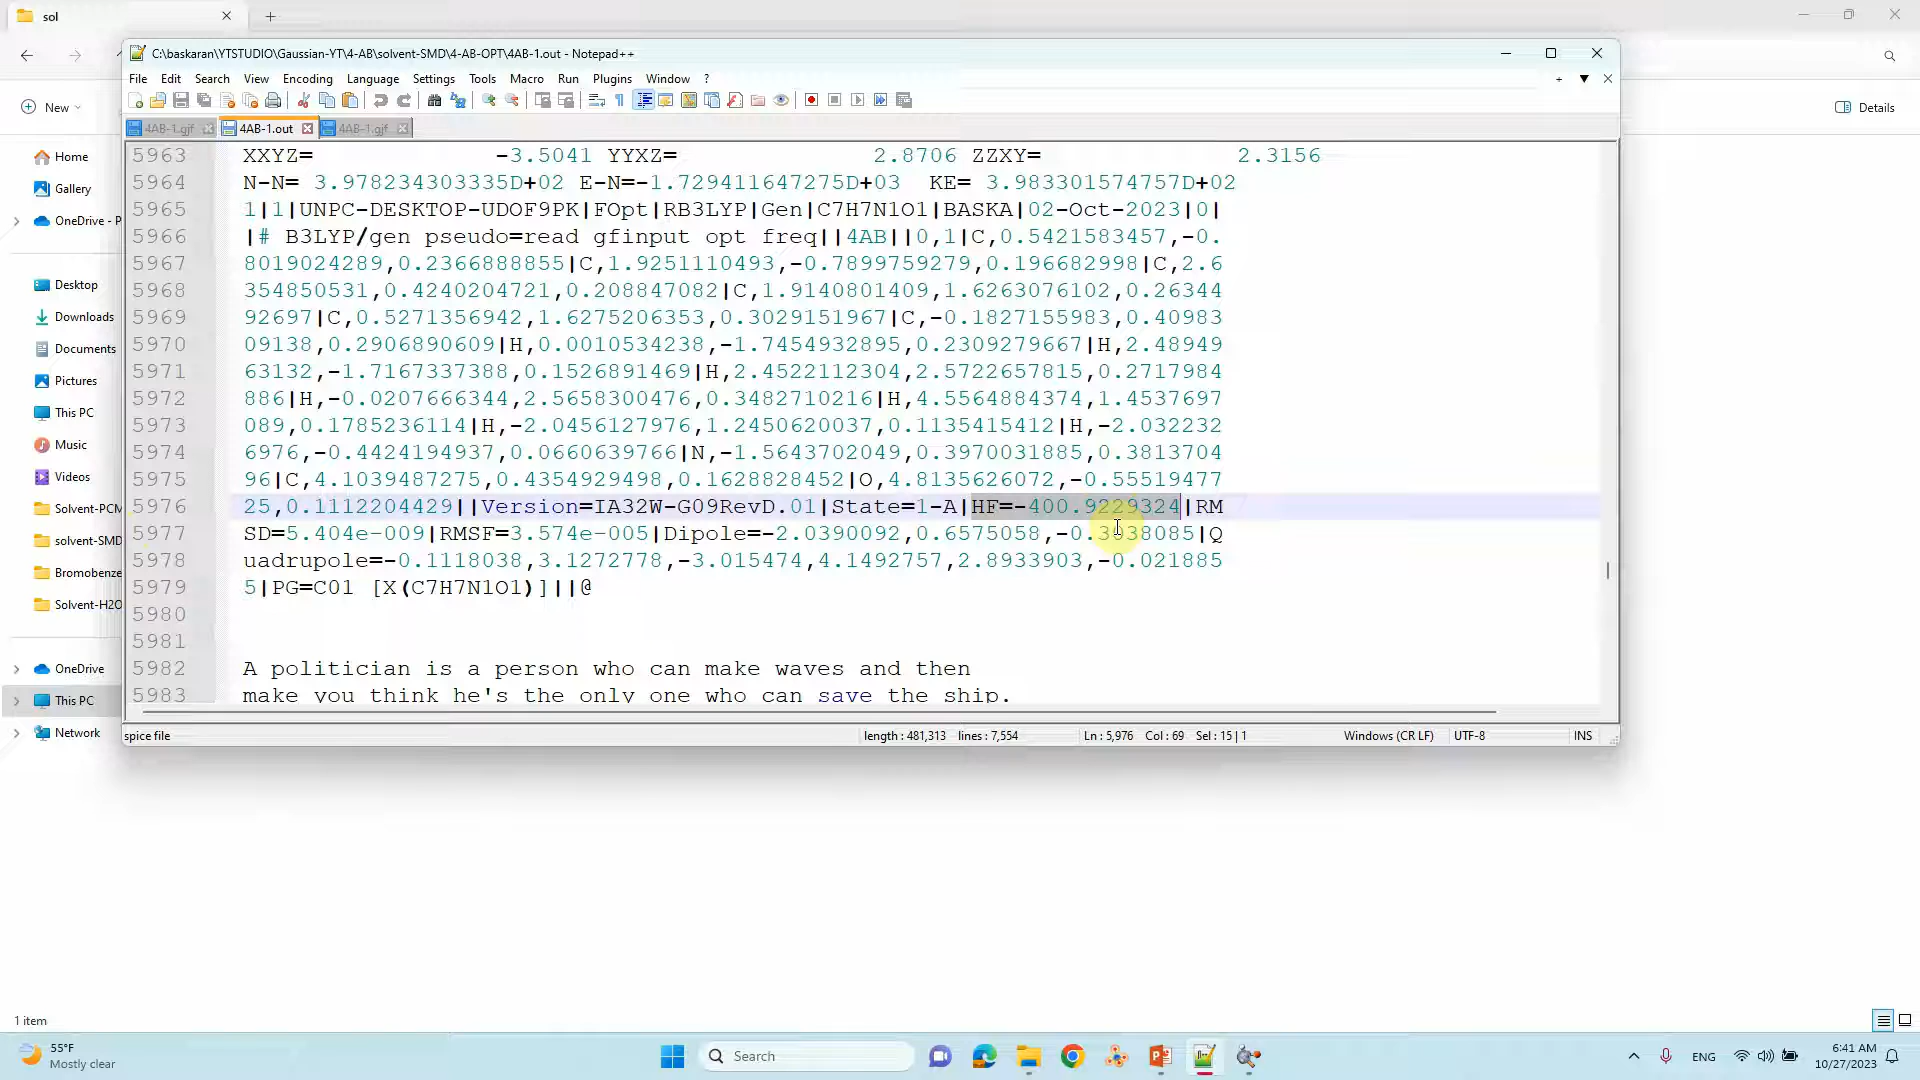 sol
C:\baskaran\YTSTUDIO\Gaussian-YT\4-AB\solvent-SMD\4-AB-OPT\4AB-1.out - Notepad++
File Edit Search View Encoding Language Settings Tools Macro Run Plugins Window ?
New
Details
4AB-1.gjf 4AB-1.out 4AB-1.gjf
Home
Gallery
OneDrive - P
Desktop
Downloads
Documents
Pictures
This PC
Music
Videos
Solvent-PCM
solvent-SMD
Bromobenze
Solvent-H2O
OneDrive
This PC
Network
5963 XXYZ= -3.5041 YYXZ= 2.8706 ZZXY= 2.3156
5964 N-N= 3.978234303335D+02 E-N=-1.729411647275D+03 KE= 3.983301574757D+02
5965 1|1|UNPC-DESKTOP-UDOF9PK|FOpt|RB3LYP|Gen|C7H7N1O1|BASKA|02-Oct-2023|0|
5966 |# B3LYP/gen pseudo=read gfinput opt freq||4AB||0,1|C,0.5421583457,-0.
5967 8019024289,0.2366888855|C,1.9251110493,-0.7899759279,0.196682998|C,2.6
5968 354850531,0.4240204721,0.208847082|C,1.9140801409,1.6263076102,0.26344
5969 92697|C,0.5271356942,1.6275206353,0.3029151967|C,-0.1827155983,0.40983
5970 09138,0.2906890609|H,0.0010534238,-1.7454932895,0.2309279667|H,2.48949
5971 63132,-1.7167337388,0.1526891469|H,2.4522112304,2.5722657815,0.2717984
5972 886|H,-0.0207666344,2.5658300476,0.3482710216|H,4.5564884374,1.4537697
5973 089,0.1785236114|H,-2.0456127976,1.2450620037,0.1135415412|H,-2.032232
5974 6976,-0.4424194937,0.0660639766|N,-1.5643702049,0.3970031885,0.3813704
5975 96|C,4.1039487275,0.4354929498,0.1628828452|O,4.8135626072,-0.55519477
5976 25,0.1112204429||Version=IA32W-G09RevD.01|State=1-A|HF=-400.9229324|RM
5977 SD=5.404e-009|RMSF=3.574e-005|Dipole=-2.0390092,0.6575058,-0.3038085|Q
5978 uadrupole=-0.1118038,3.1272778,-3.015474,4.1492757,2.8933903,-0.021885
5979 5|PG=C01 [X(C7H7N1O1)]||@
5980
5981
5982 A politician is a person who can make waves and then
5983 make you think he's the only one who can save the ship.
spice file length : 481,313 lines : 7,554 Ln : 5,976 Col : 69 Sel : 15 | 1 Windows (CR LF) UTF-8 INS
1 item
55°F
Mostly clear
Search
ENG
6:41 AM
10/27/2023